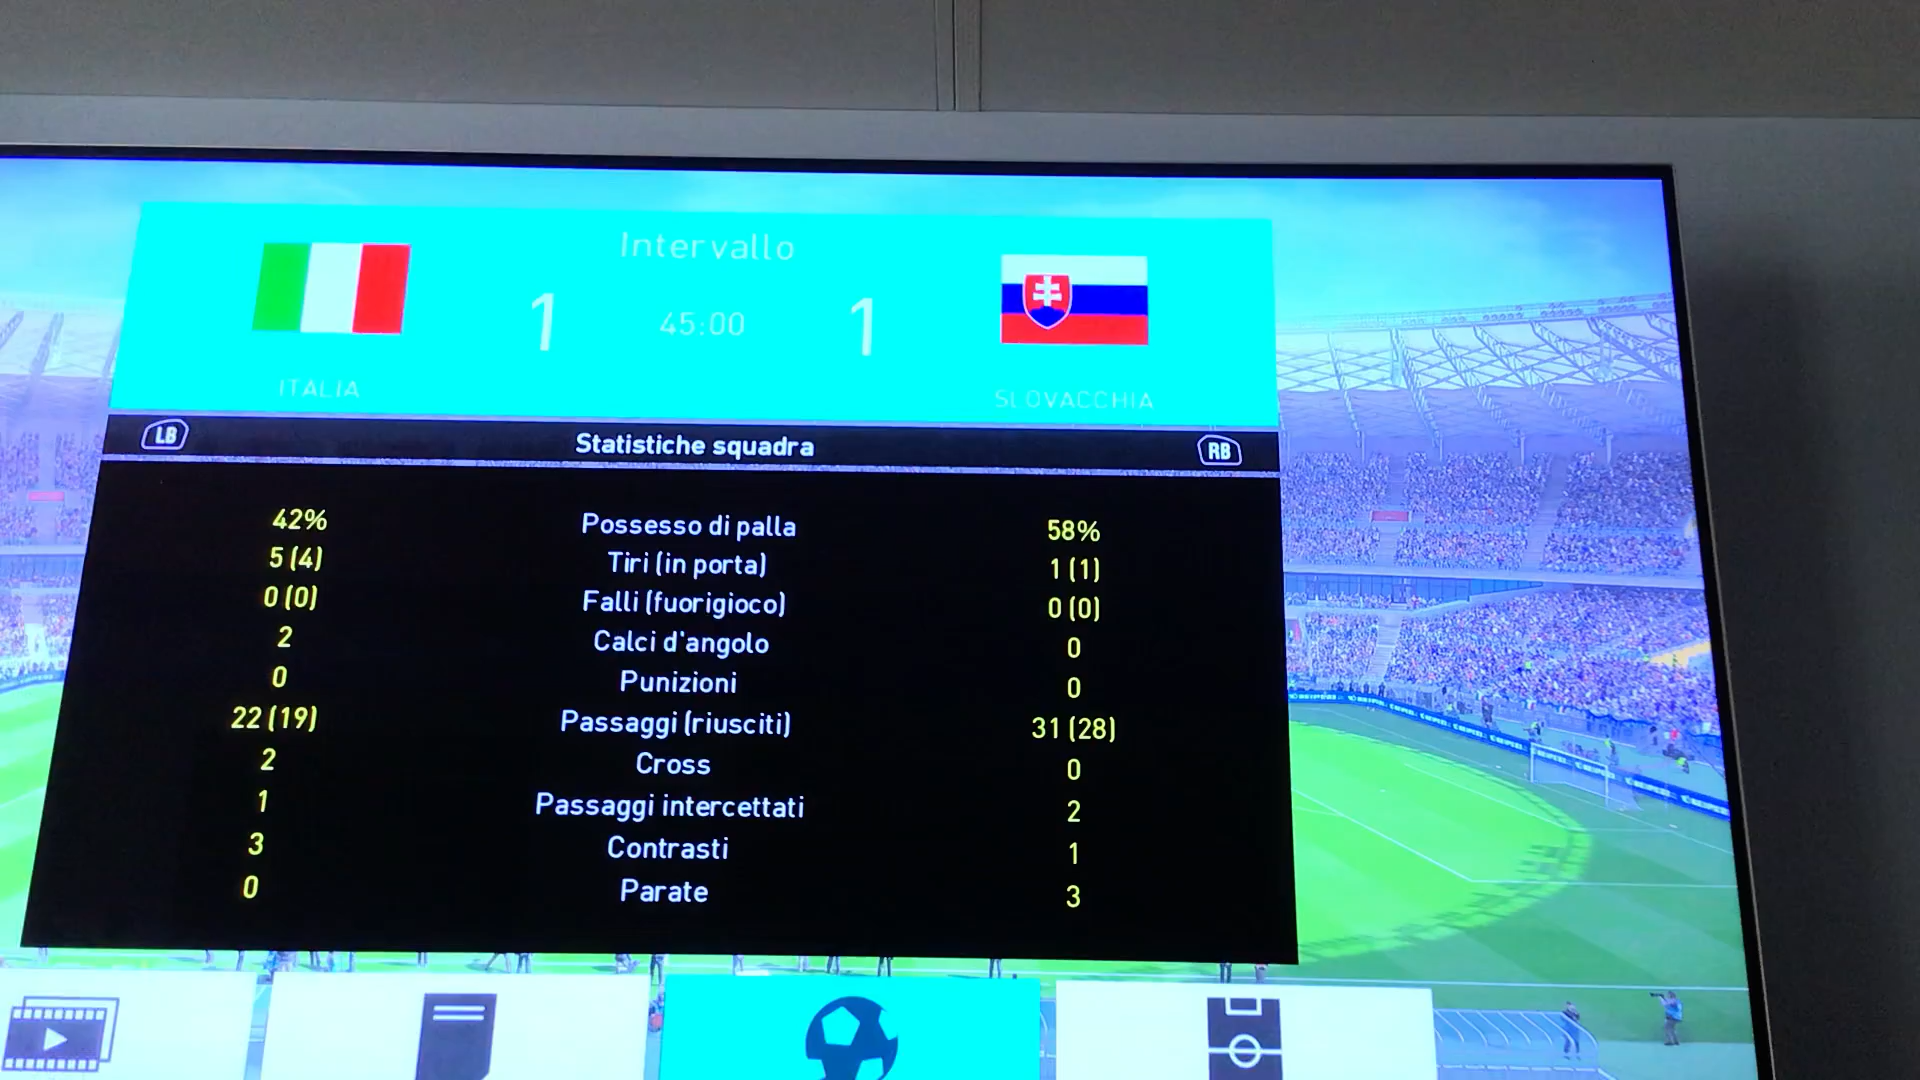 Intervallo
1 45:00 1
ITALIA SLOVACCHIA
LB Statistiche squadra RB
42% Possesso di palla 58%
5 (4) Tiri (in porta) 1 (1)
0 (0) Falli (fuorigioco) 0 (0)
2 Calci d'angolo 0
0 Punizioni 0
22 (19) Passaggi (riusciti) 31 (28)
2 Cross 0
1 Passaggi intercettati 2
3 Contrasti 1
0 Parate 3